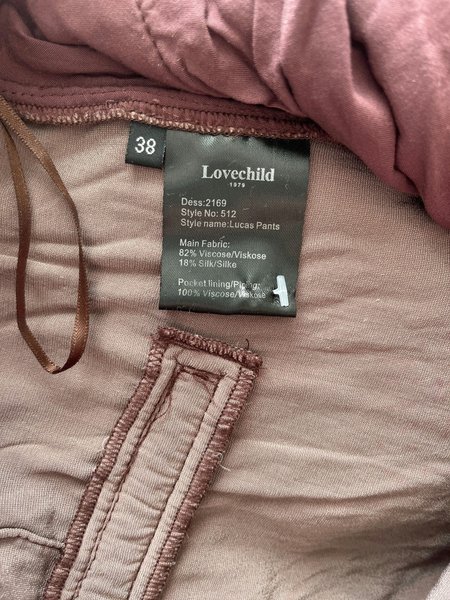 38
Lovechild
1979
Dess:2169
Style No: 512
Style name:Lucas Pants
Main Fabric:
82% Viscose/Viskose
18% Silk/Silke
Pocket lining/Piping:
100% Viscose/Viskose